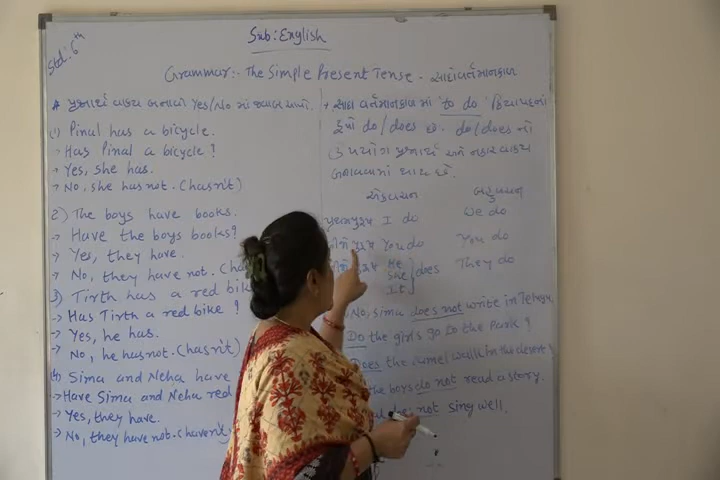 Std: 6th
Sub: English
Grammar:- The Simple Present Tense - સાદો વર્તમાનકાળ
* પ્રશ્નાર્થ વાક્ય બનાવો Yes/No માં જવાબ આપો.
(1) Pinal has a bicycle.
→ Has Pinal a bicycle?
→ Yes, she has.
→ No, she has not. (hasn't)
2) The boys have books.
→ Have the boys books?
→ Yes, they have.
→ No, they have not.
3) Tirth has a red bike
→ Has Tirth a red bike?
→ Yes, he has.
→ No, he has not. (hasn't)
(4) Sima and Neha have
→ Have Sima and Neha red
→ Yes, they have.
→ No, they have not. (haven't)
→ સાદા વર્તમાનકાળ માં 'to do' ક્રિયાપદના
રૂપો do/does છે. do/does નો
ઉપયોગ પ્રશ્નાર્થ અને નકાર વાક્ય
બનાવવામાં થાય છે.
એકવચન બહુવચન
I do We do
પુરુષ You do You do
He
She does They do
It
No, Sima does not write in Telugu.
Do the girls go to the Park?
Does the camel walk in the desert?
the boys do not read a story.
not sing well.